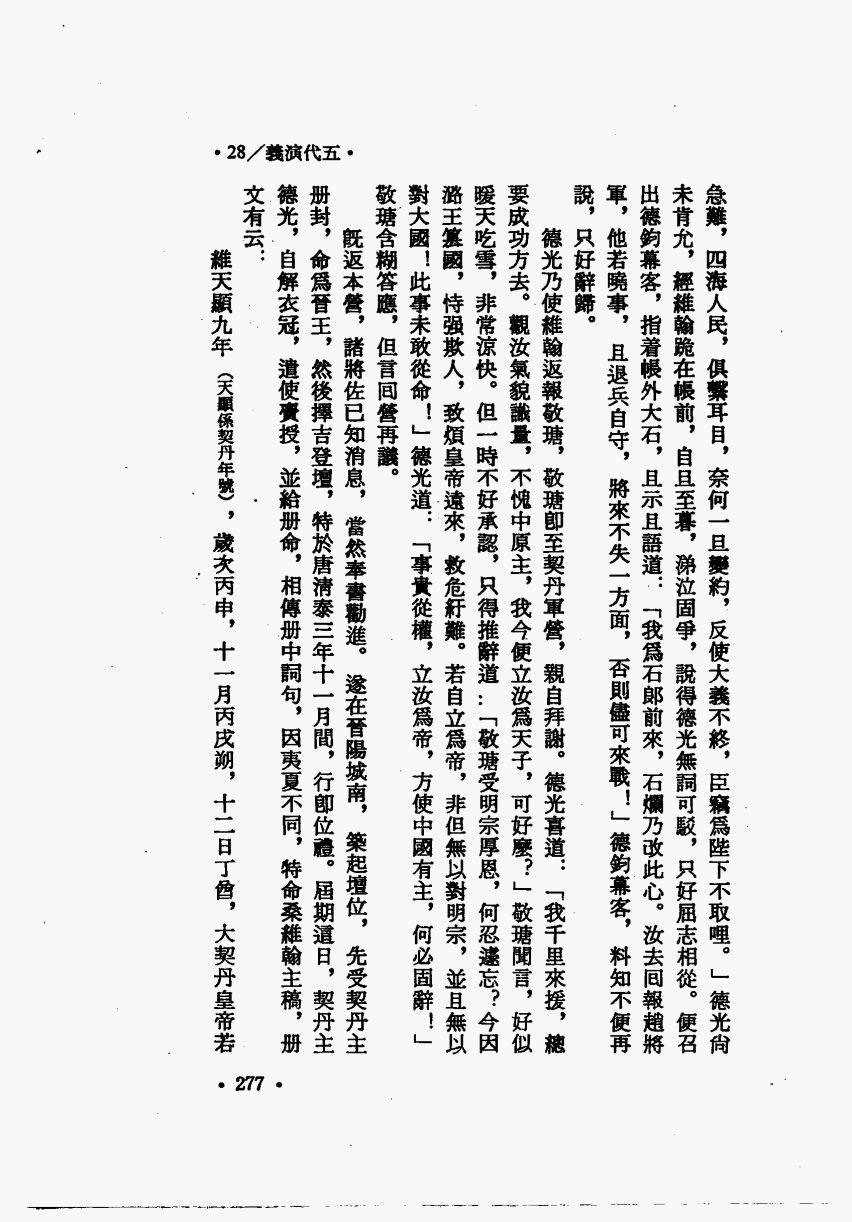 •28／義演代五•
急難，四海人民，俱繫耳目，奈何一旦變約，反使大義不終，臣竊爲陛下不取哩。」德光尙
未肯允，經維翰跪在帳前，自旦至暮，涕泣固爭，說得德光無詞可駁，只好屈志相從。便召
出德鈞幕客，指着帳外大石，且示且語道：「我爲石郎前來，石爛乃改此心。汝去回報趙將
軍，他若曉事，且退兵自守，將來不失一方面，否則儘可來戰！」德鈞幕客，料知不便再
說，只好辭歸。
德光乃使維翰返報敬瑭，敬瑭卽至契丹軍營，親自拜謝。德光喜道：「我千里來援，總
要成功方去。觀汝氣貌識量，不愧中原主，我今便立汝爲天子，可好麼？」敬瑭聞言，好似
暖天吃雪，非常涼快。但一時不好承認，只得推辭道：「敬瑭受明宗厚恩，何忍遽忘？今因
潞王篡國，恃强欺人，致煩皇帝遠來，救危紓難。若自立爲帝，非但無以對明宗，並且無以
對大國！此事未敢從命！」德光道：「事貴從權，立汝爲帝，方使中國有主，何必固辭！」
敬瑭含糊答應，但言回營再議。
旣返本營，諸將佐已知消息，當然奉書勸進。遂在晉陽城南，築起壇位，先受契丹主
册封，命爲晉王，然後擇吉登壇，特於唐淸泰三年十一月間，行卽位禮。屆期這日，契丹主
德光，自解衣冠，遣使賫授，並給册命，相傳册中詞句，因夷夏不同，特命桑維翰主稿，册
文有云：
維天顯九年（天顯係契丹年號），歲次丙申，十一月丙戌朔，十二日丁酋，大契丹皇帝若
•277•